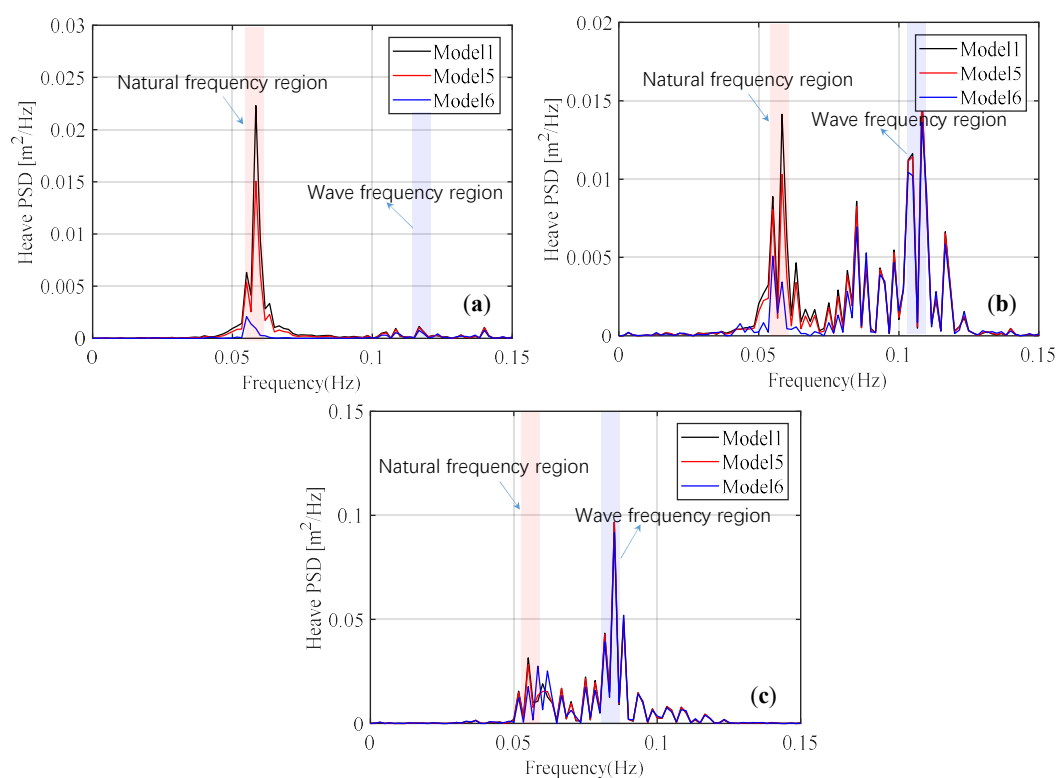 0.03
0.025
0.02
0.015
0.01
0.005
0
Heave PSD [m²/Hz]
Model1
Model5
Model6
Natural frequency region
Wave frequency region
(a)
0 0.05 0.1 0.15
Frequency(Hz)
0.02
0.015
0.01
0.005
0
Heave PSD [m²/Hz]
Model1
Model5
Model6
Natural frequency region
Wave frequency region
(b)
0 0.05 0.1 0.15
Frequency(Hz)
0.15
0.1
0.05
0
Heave PSD [m²/Hz]
Model1
Model5
Model6
Natural frequency region
Wave frequency region
(c)
0 0.05 0.1 0.15
Frequency(Hz)